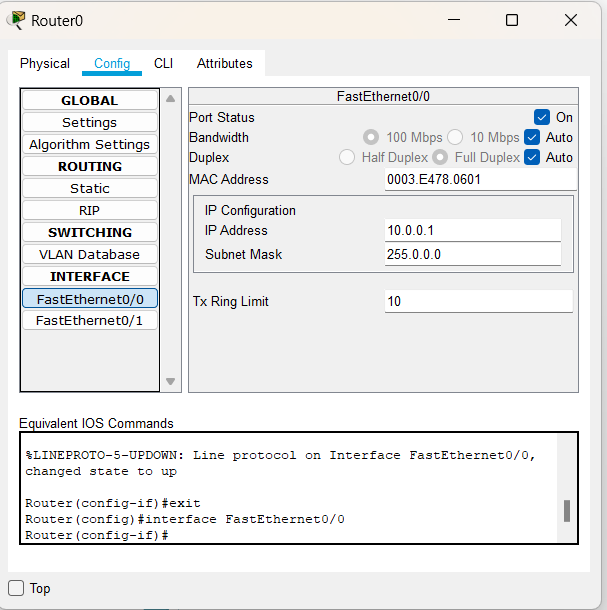 Router0
Physical Config CLI Attributes
GLOBAL
Settings
Algorithm Settings
ROUTING
Static
RIP
SWITCHING
VLAN Database
INTERFACE
FastEthernet0/0
FastEthernet0/1
FastEthernet0/0
Port Status On
Bandwidth 100 Mbps 10 Mbps Auto
Duplex Half Duplex Full Duplex Auto
MAC Address 0003.E478.0601
IP Configuration
IP Address 10.0.0.1
Subnet Mask 255.0.0.0
Tx Ring Limit 10
Equivalent IOS Commands
%LINEPROTO-5-UPDOWN: Line protocol on Interface FastEthernet0/0,
changed state to up
Router(config-if)#exit
Router(config)#interface FastEthernet0/0
Router(config-if)#
Top